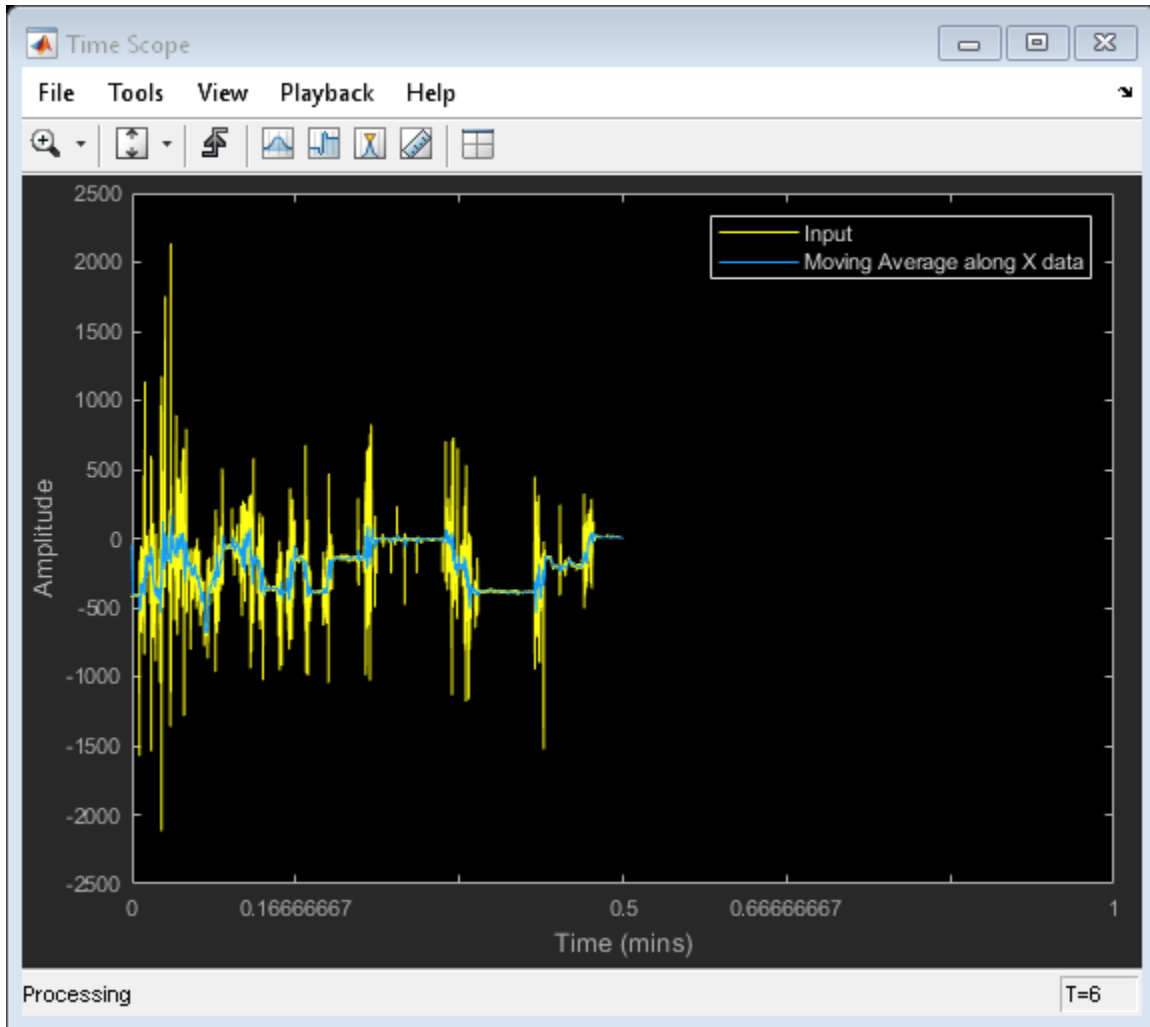 Time Scope
File Tools View Playback Help
2500
2000
1500
1000
500
0
-500
-1000
-1500
-2000
-2500
Amplitude
Input
Moving Average along X data
0 0.16666667 0.5 0.66666667 1
Time (mins)
Processing T=6